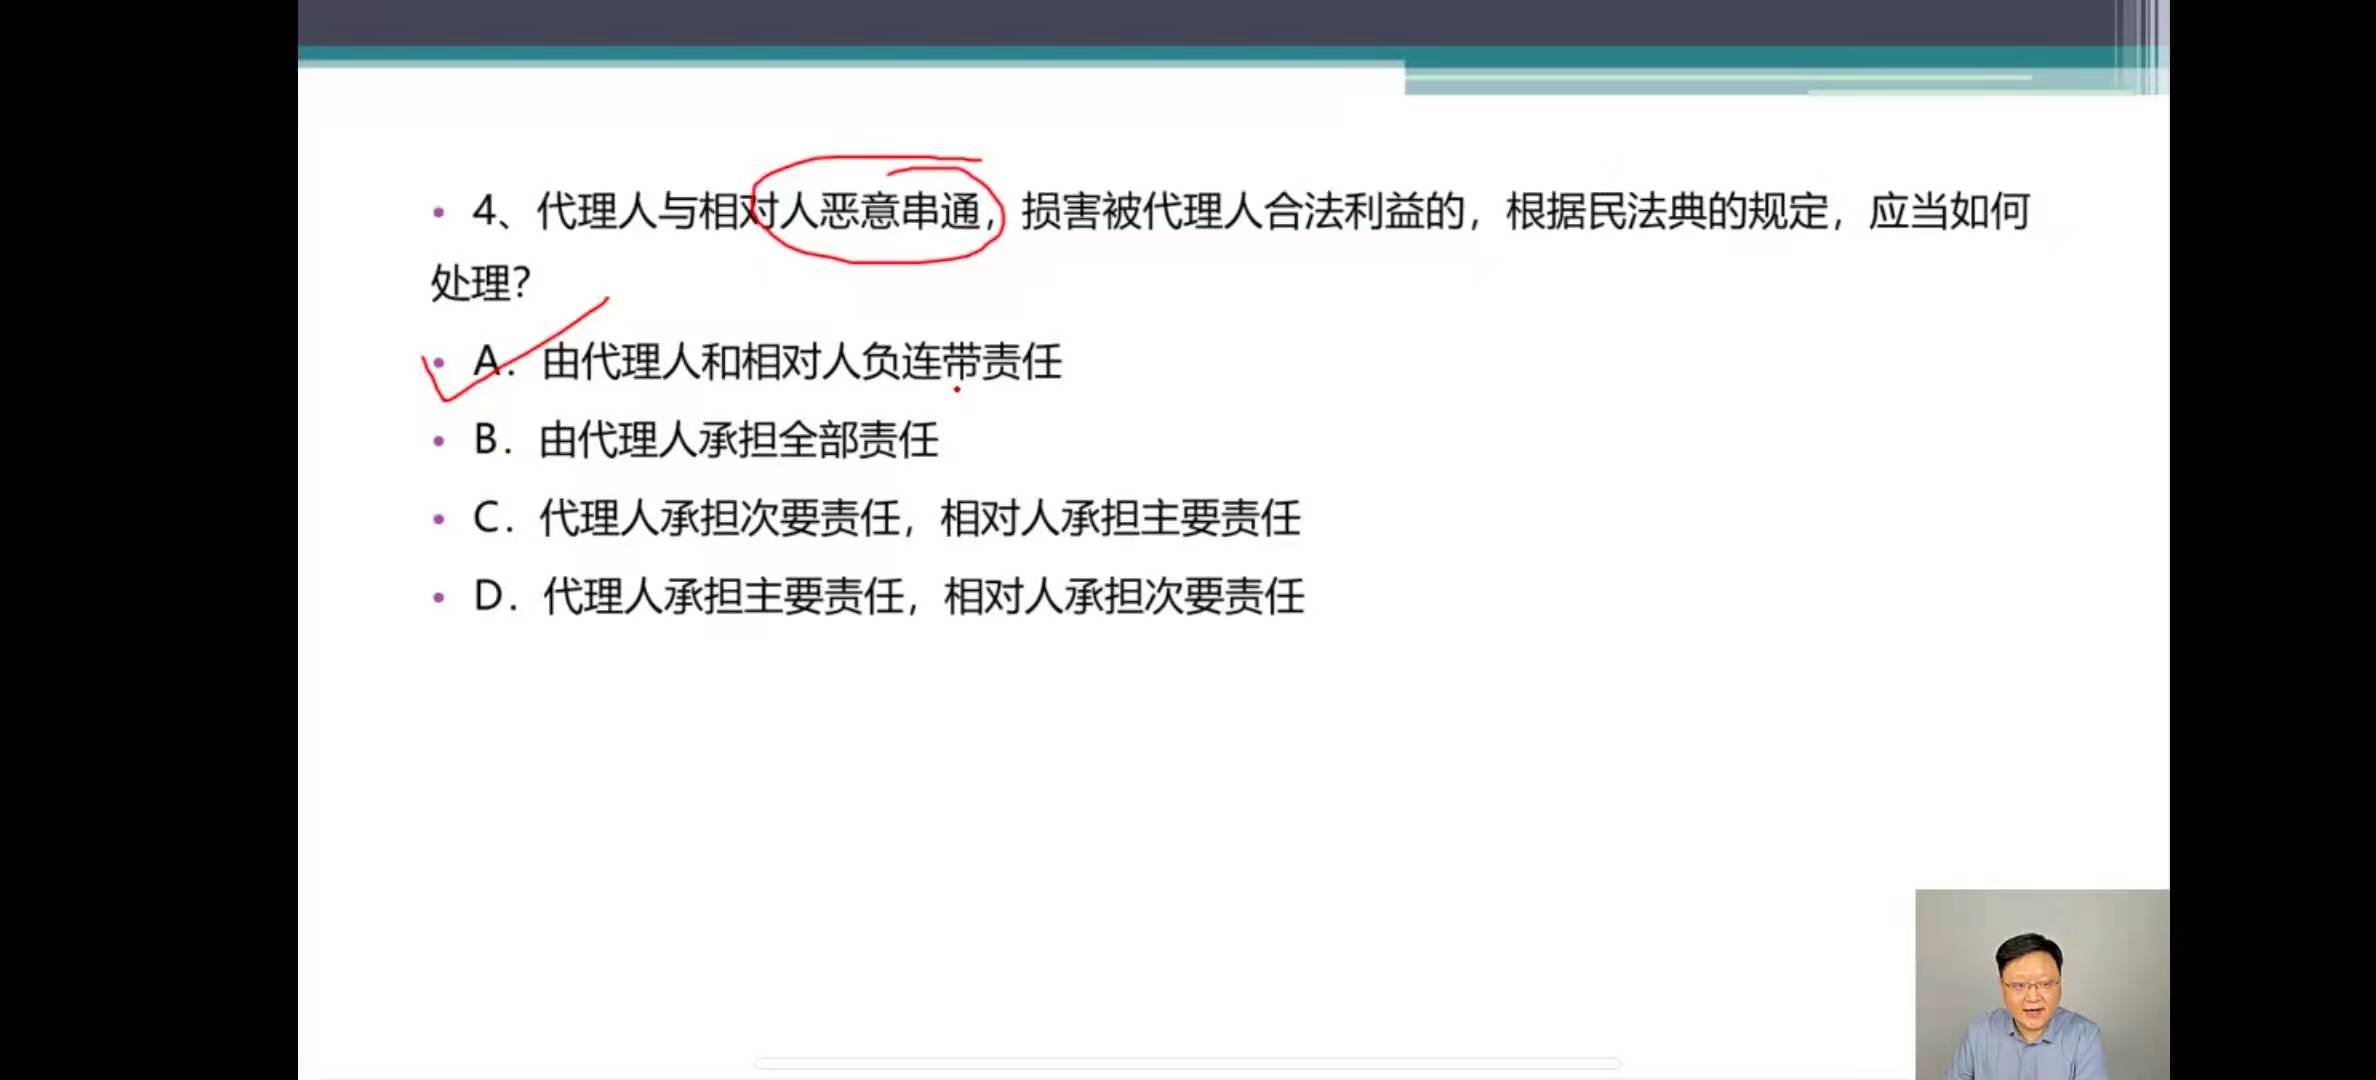 4、代理人与相对人恶意串通，损害被代理人合法利益的，根据民法典的规定，应当如何
处理？
A．由代理人和相对人负连带责任
B．由代理人承担全部责任
C．代理人承担次要责任，相对人承担主要责任
D．代理人承担主要责任，相对人承担次要责任